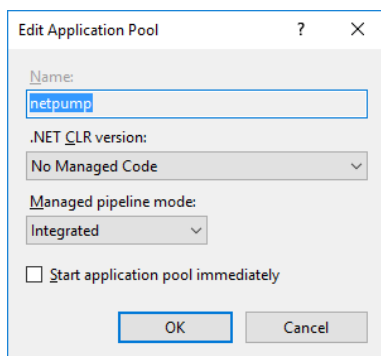 Edit Application Pool ?
Name:
netpump
.NET CLR version:
No Managed Code
Managed pipeline mode:
Integrated
Start application pool immediately
OK Cancel